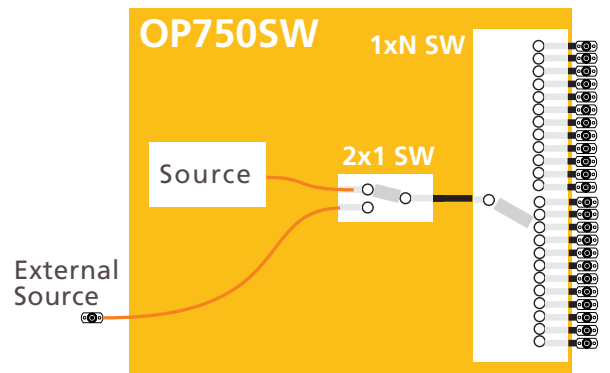 OP750SW
1xN SW
2x1 SW
Source
External
Source